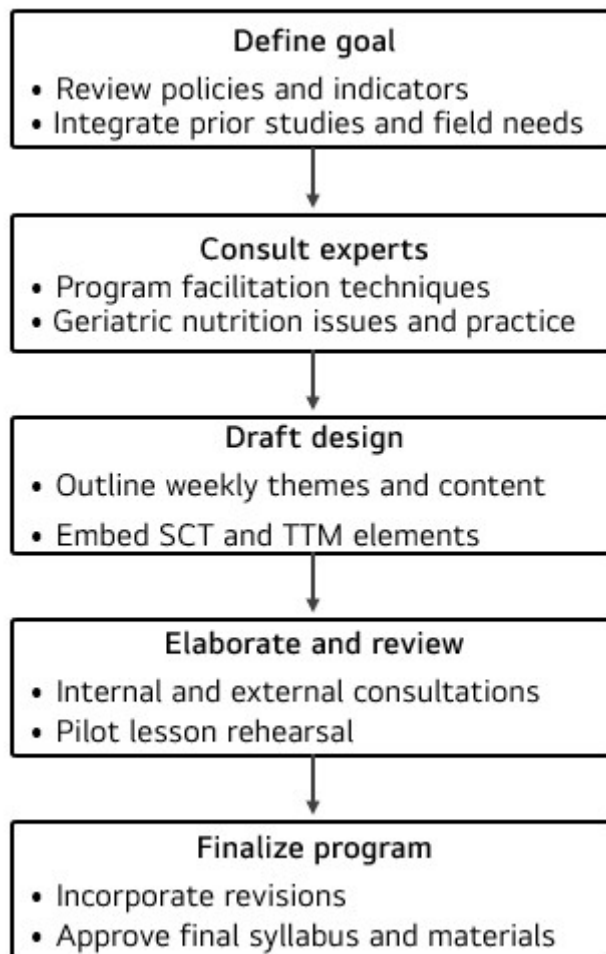 Define goal
• Review policies and indicators
• Integrate prior studies and field needs
Consult experts
• Program facilitation techniques
• Geriatric nutrition issues and practice
Draft design
• Outline weekly themes and content
• Embed SCT and TTM elements
Elaborate and review
• Internal and external consultations
• Pilot lesson rehearsal
Finalize program
• Incorporate revisions
• Approve final syllabus and materials